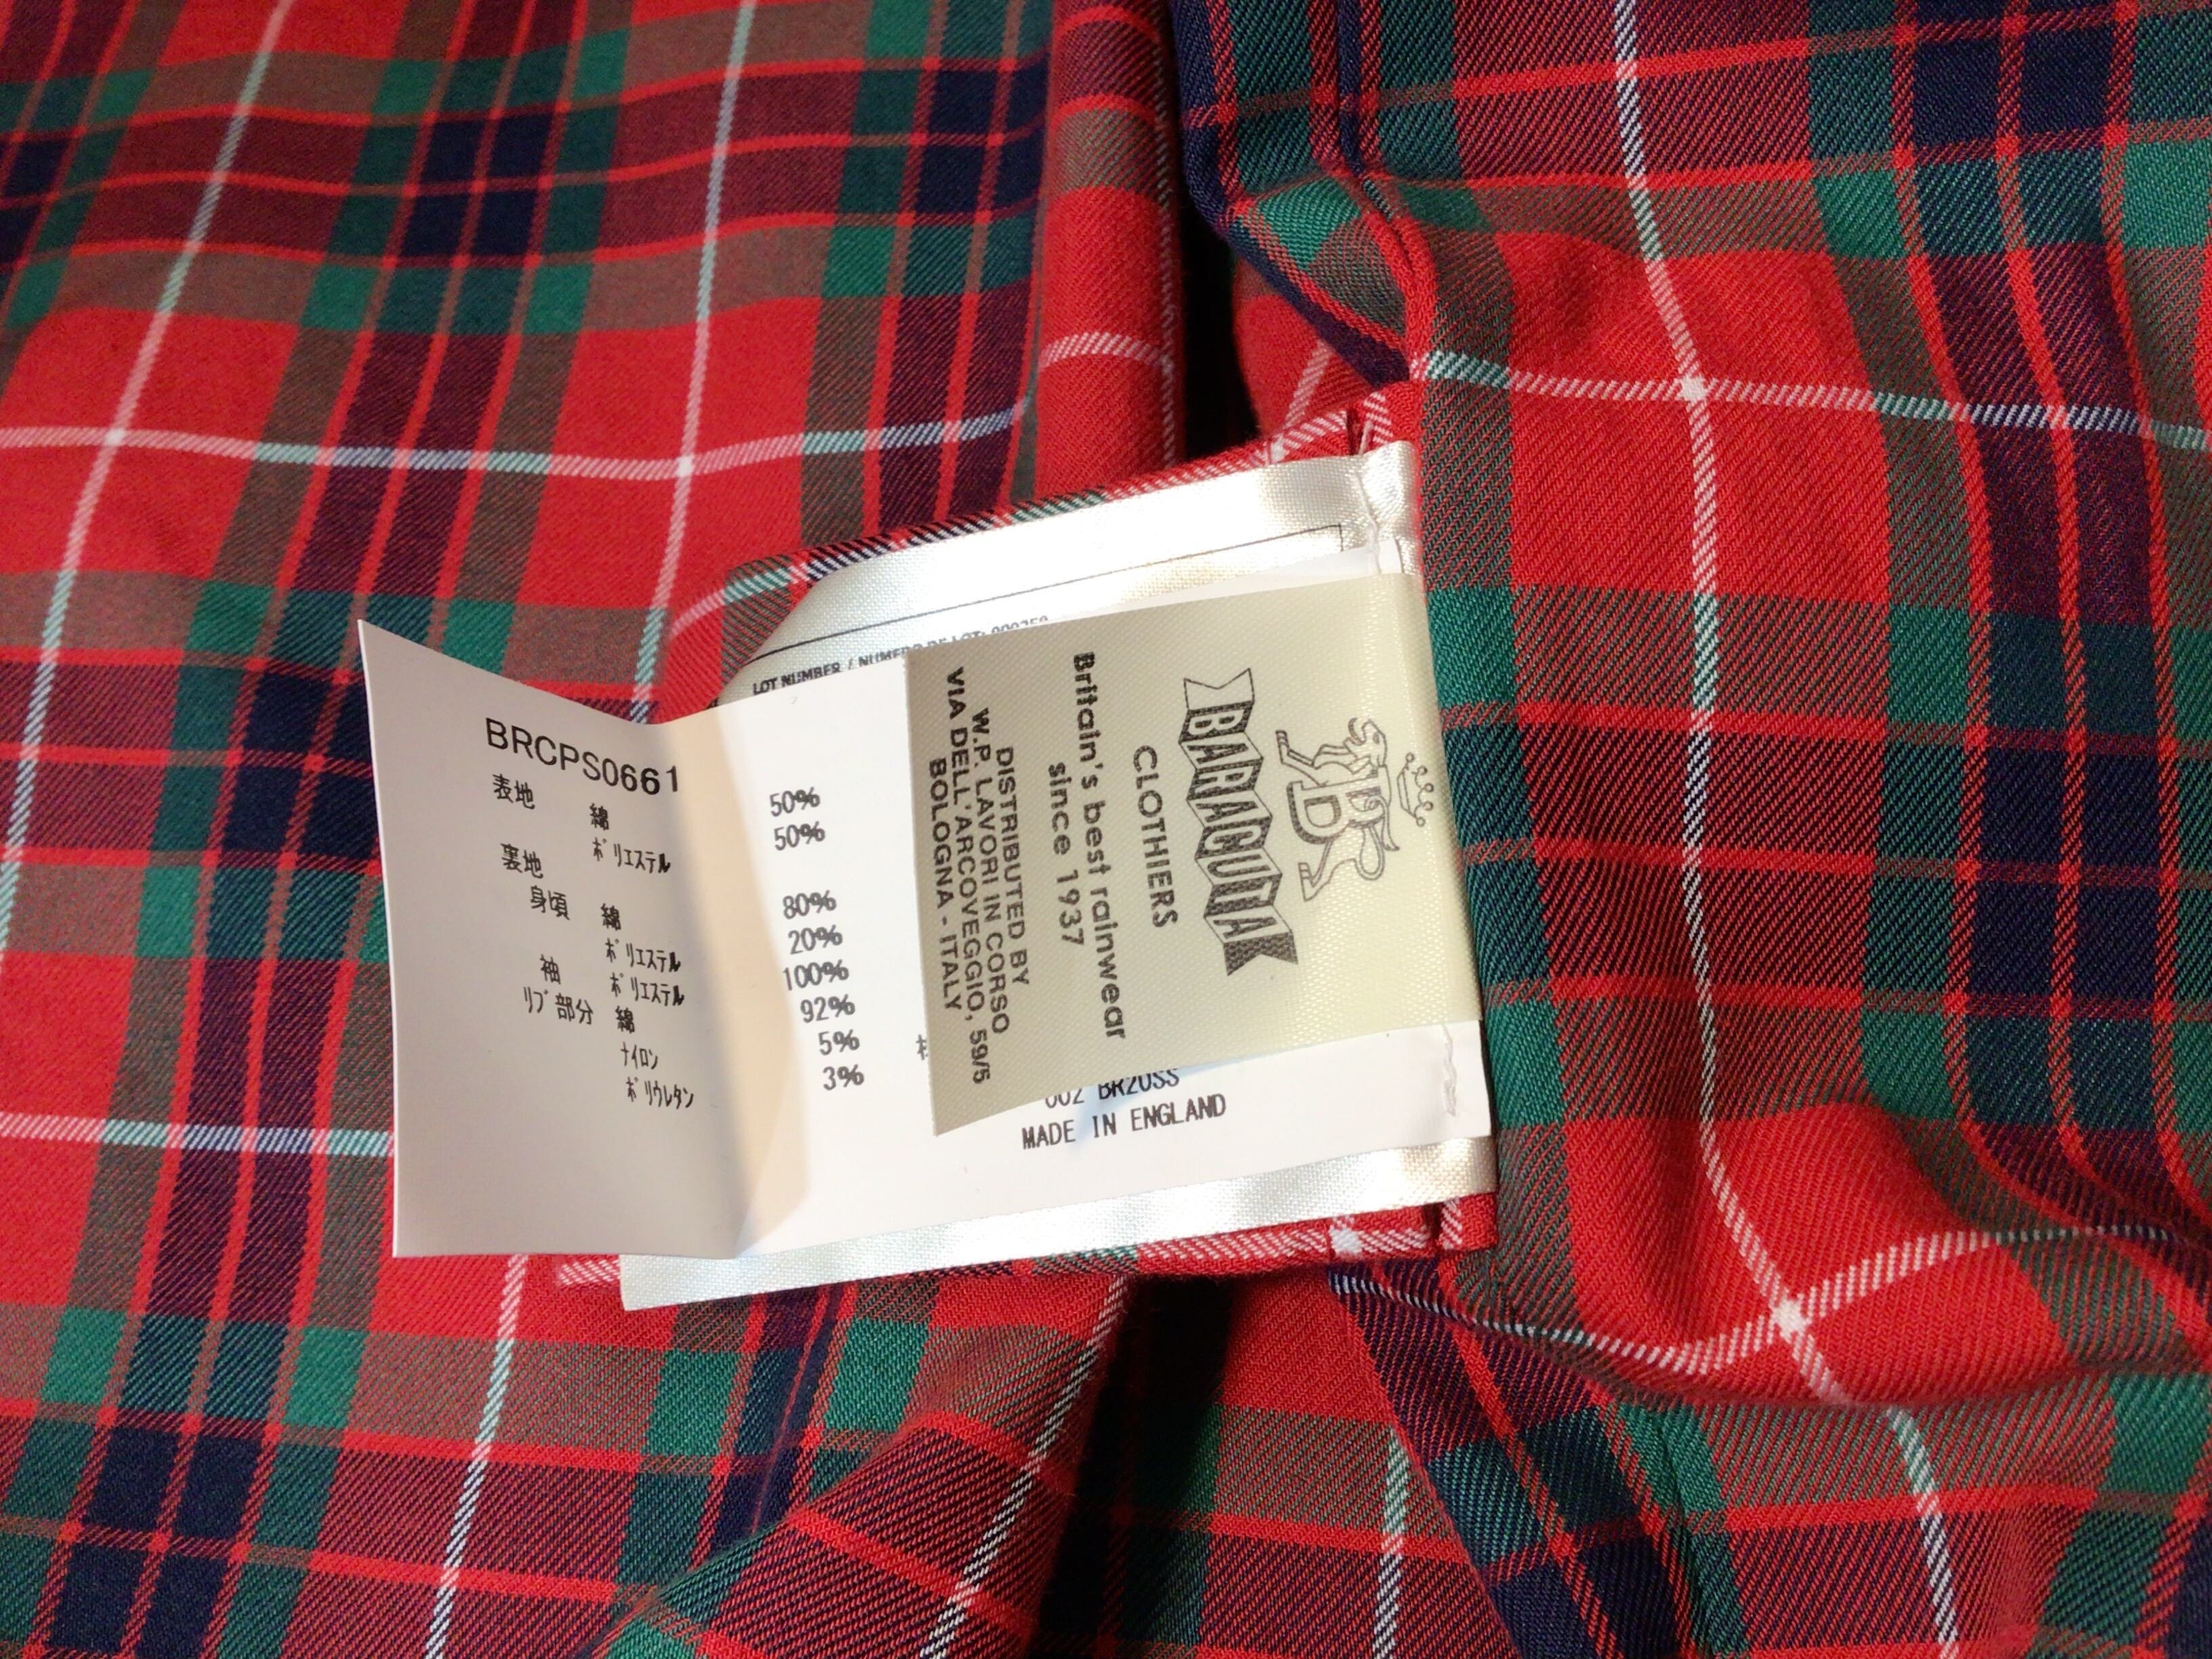 BARACUTA
CLOTHIERS
Britain's best rainwear
since 1937
DISTRIBUTED BY
W.P. LAVORI IN CORSO
VIA DELL'ARCOVEGGIO, 59/5
BOLOGNA - ITALY
LOT NUMBER /
BRCPS0661
表地 綿 50%
ポリエステル 50%
裏地
身頃 綿 80%
ポリエステル 20%
袖 ポリエステル 100%
リブ部分 綿 92%
ナイロン 5%
ポリウレタン 3%
002 BR20SS
MADE IN ENGLAND